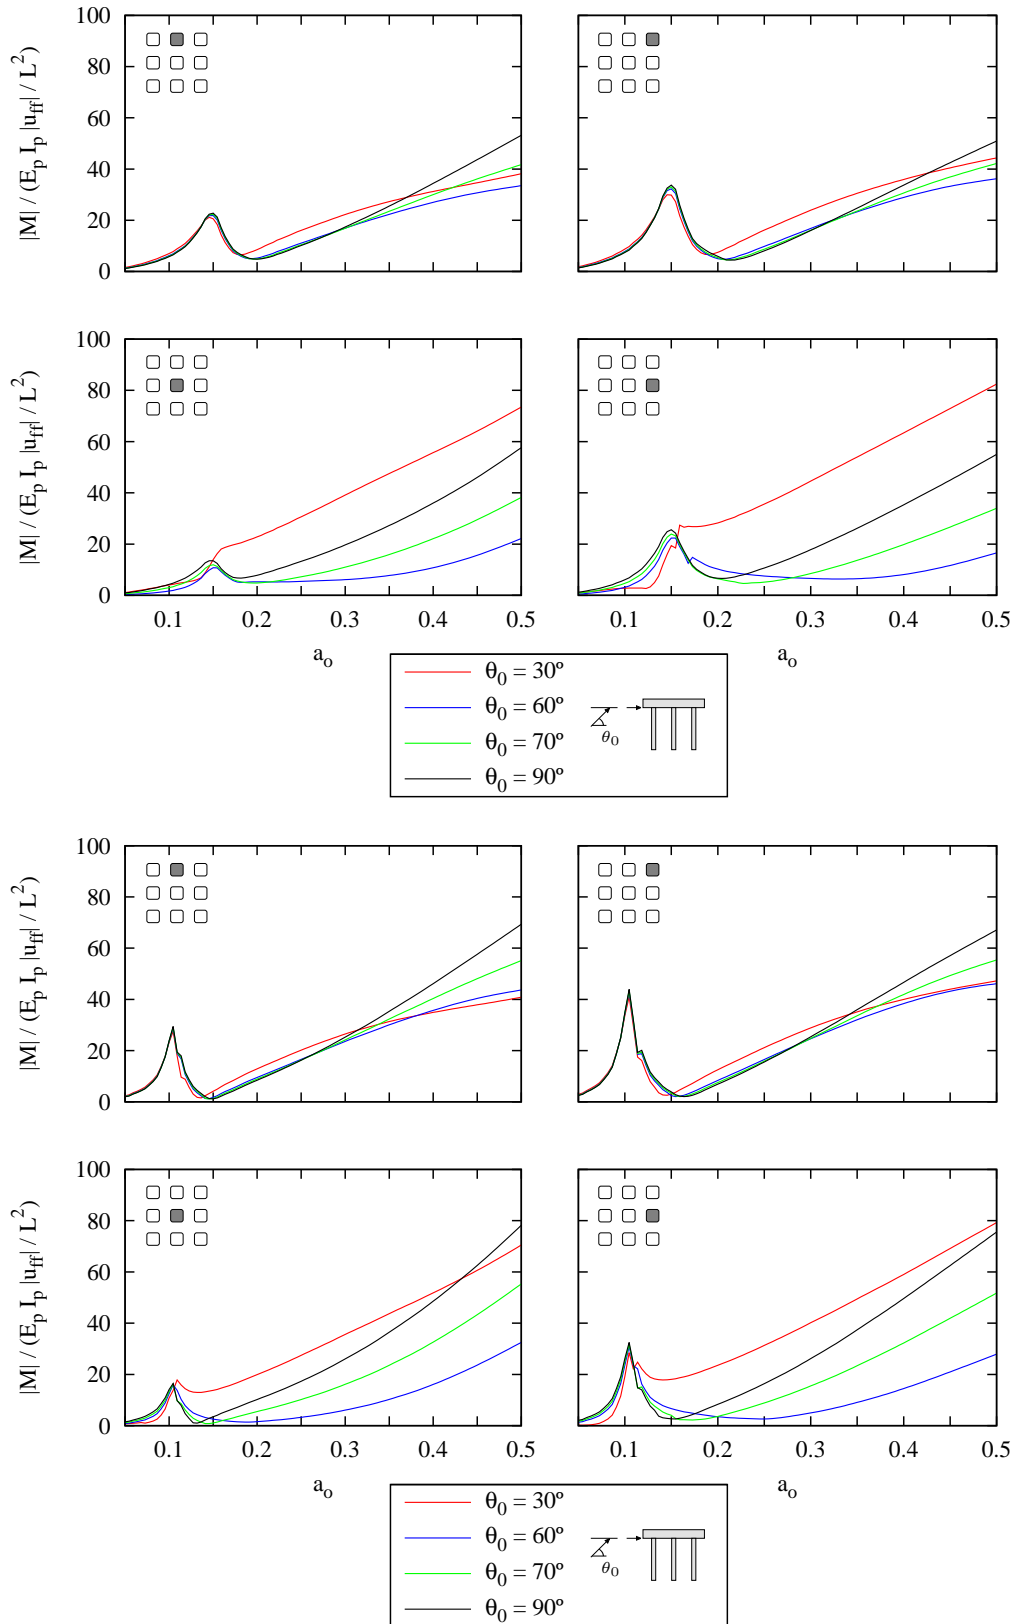 100
80
60
40
20
0
|M| / (E_p I_p |u_ff| / L^2)
100
80
60
40
20
0
|M| / (E_p I_p |u_ff| / L^2)
0.1 0.2 0.3 0.4 0.5
0.1 0.2 0.3 0.4 0.5
a_o
a_o
θ_0 = 30º
θ_0 = 60º
θ_0 = 70º
θ_0 = 90º
θ_0
100
80
60
40
20
0
|M| / (E_p I_p |u_ff| / L^2)
100
80
60
40
20
0
|M| / (E_p I_p |u_ff| / L^2)
0.1 0.2 0.3 0.4 0.5
0.1 0.2 0.3 0.4 0.5
a_o
a_o
θ_0 = 30º
θ_0 = 60º
θ_0 = 70º
θ_0 = 90º
θ_0